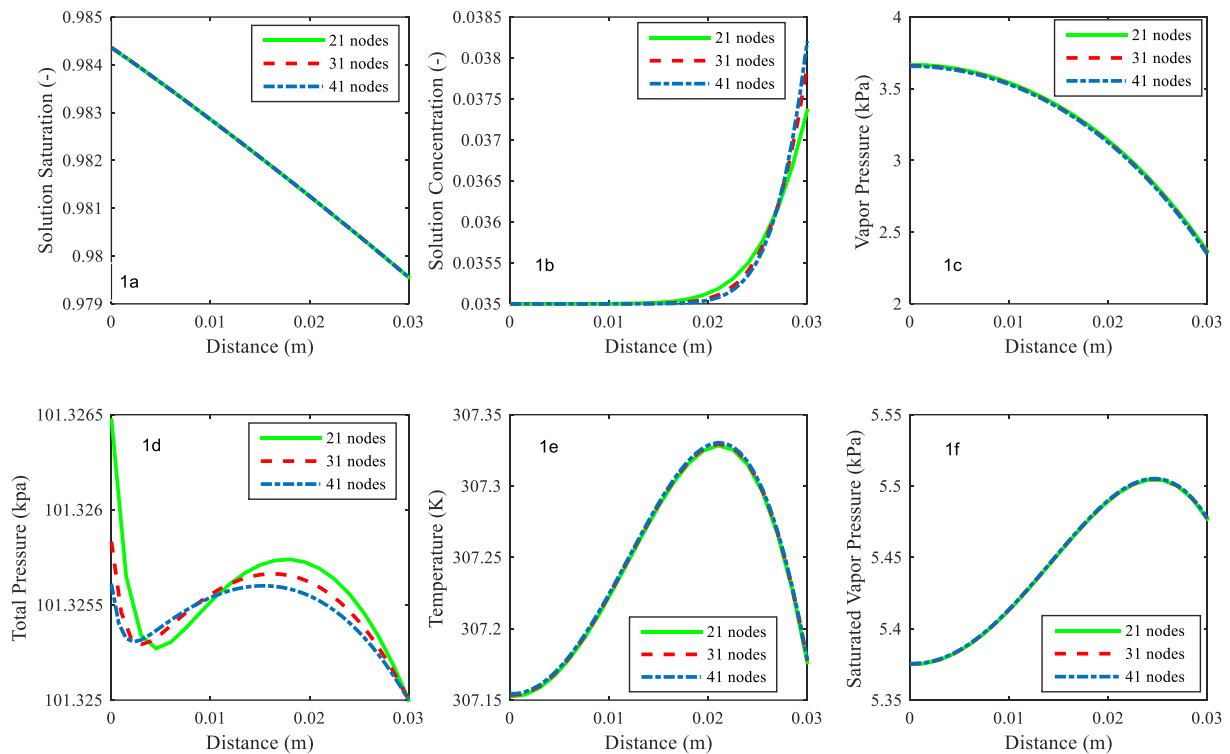 Solution Saturation (-)
0.985
0.984
0.983
0.982
0.981
0.98
0.979
21 nodes
31 nodes
41 nodes
1a
0
0.01
0.02
0.03
Distance (m)
Solution Concentration (-)
0.0385
0.038
0.0375
0.037
0.0365
0.036
0.0355
0.035
21 nodes
31 nodes
41 nodes
1b
0
0.01
0.02
0.03
Distance (m)
Vapor Pressure (kPa)
4
3.5
3
2.5
2
21 nodes
31 nodes
41 nodes
1c
0
0.01
0.02
0.03
Distance (m)
Total Pressure (kpa)
101.3265
101.326
101.3255
101.325
1d
21 nodes
31 nodes
41 nodes
0
0.01
0.02
0.03
Distance (m)
Temperature (K)
307.35
307.3
307.25
307.2
307.15
1e
21 nodes
31 nodes
41 nodes
0
0.01
0.02
0.03
Distance (m)
Saturated Vapor Pressure (kPa)
5.55
5.5
5.45
5.4
5.35
1f
21 nodes
31 nodes
41 nodes
0
0.01
0.02
0.03
Distance (m)